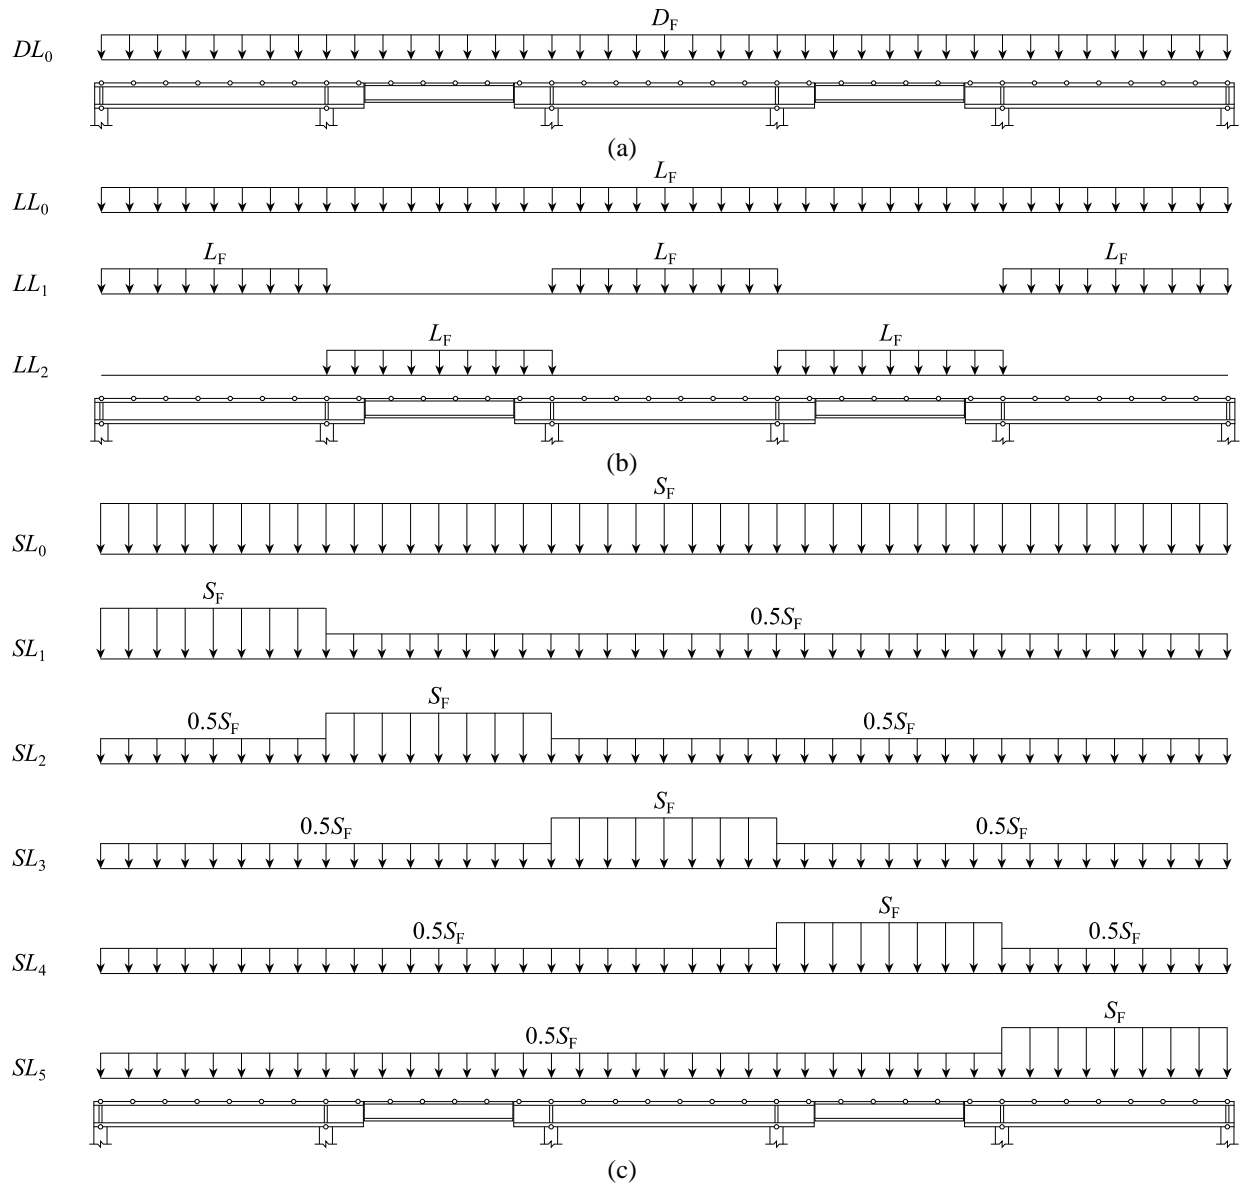 D_F
DL_0
(a)
L_F
LL_0
L_F L_F L_F
LL_1
L_F L_F
LL_2
(b)
S_F
SL_0
S_F
0.5S_F
SL_1
S_F
0.5S_F 0.5S_F
SL_2
S_F
0.5S_F 0.5S_F
SL_3
S_F
0.5S_F 0.5S_F
SL_4
S_F
0.5S_F
SL_5
(c)